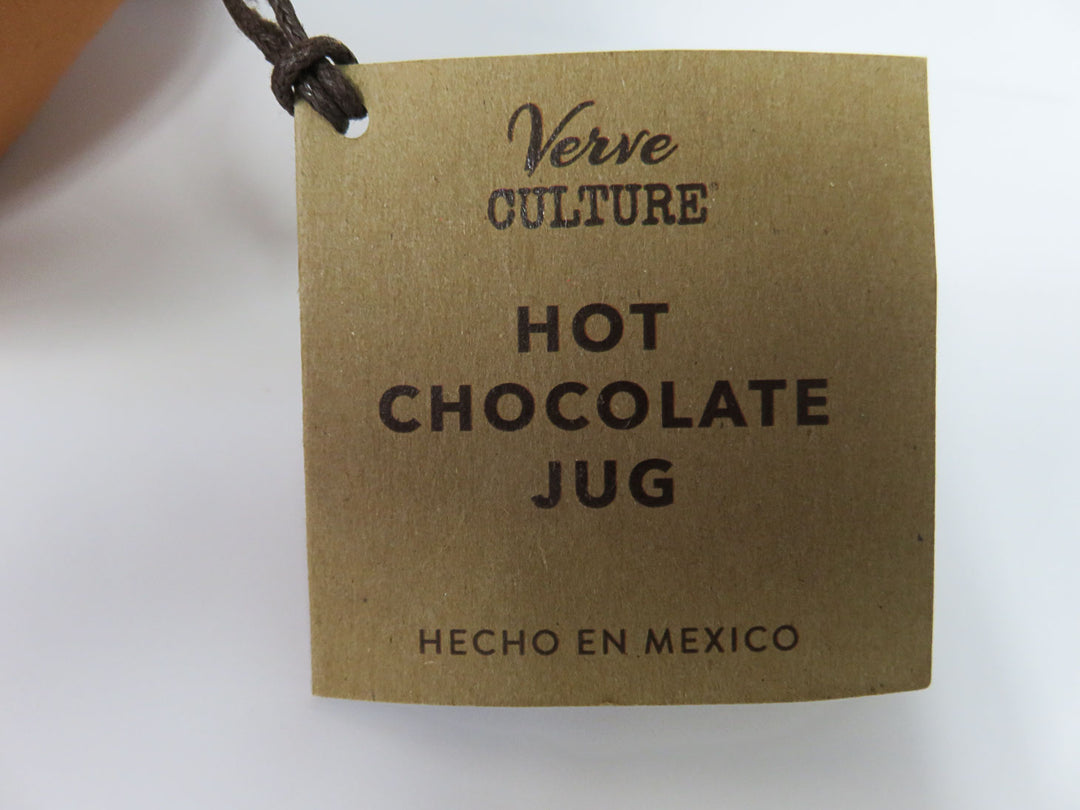 Verve
CULTURE®
HOT
CHOCOLATE
JUG
HECHO EN MEXICO